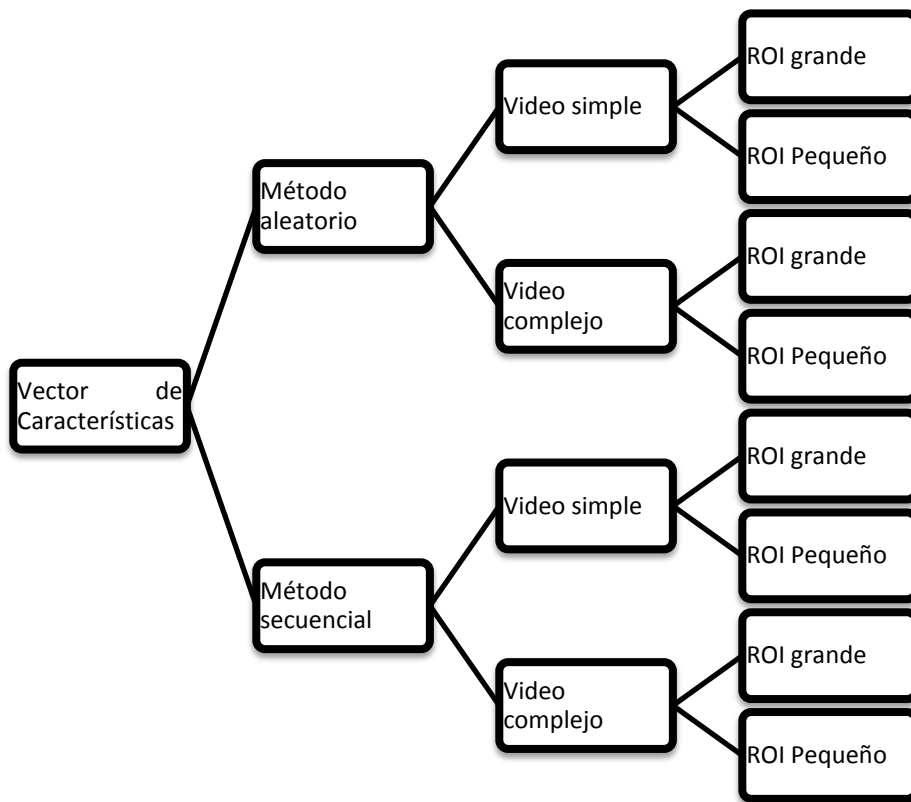 Vector de
Características
Método
aleatorio
Video simple
ROI grande
ROI Pequeño
Video
complejo
ROI grande
ROI Pequeño
Método
secuencial
Video simple
ROI grande
ROI Pequeño
Video
complejo
ROI grande
ROI Pequeño